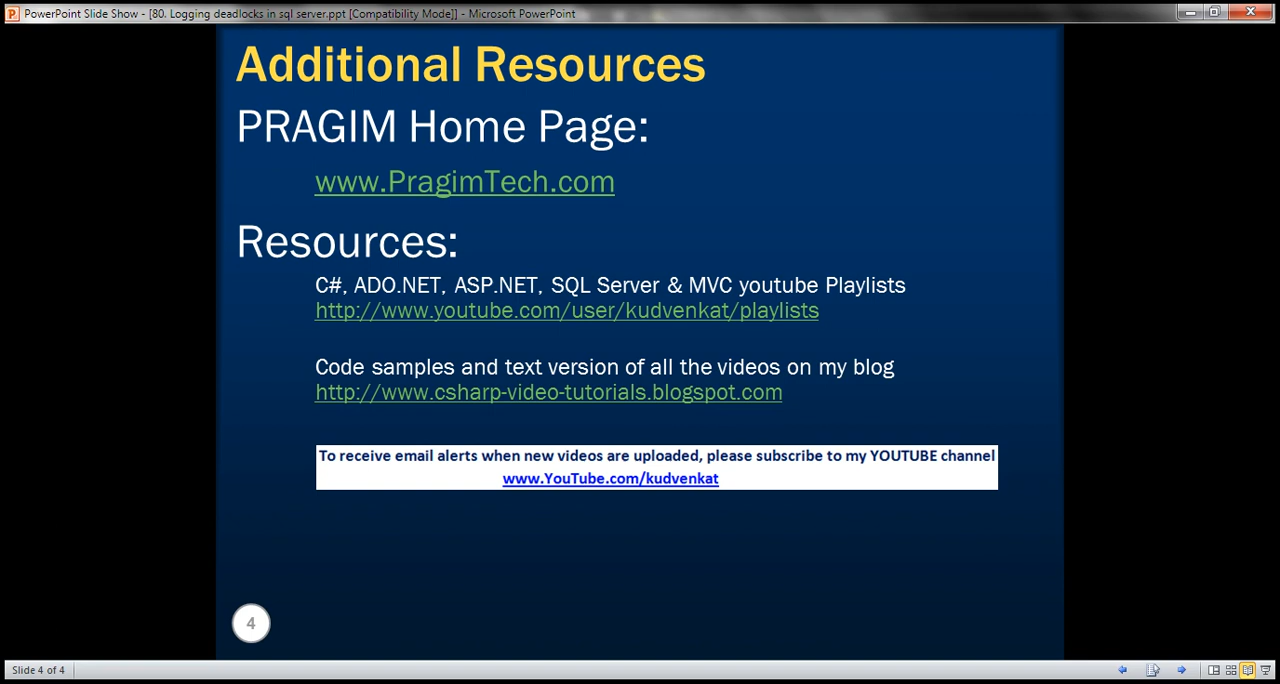 PowerPoint Slide Show - [80. Logging deadlocks in sql server.ppt [Compatibility Mode]] - Microsoft PowerPoint
Additional Resources
PRAGIM Home Page:
www.PragimTech.com
Resources:
C#, ADO.NET, ASP.NET, SQL Server & MVC youtube Playlists
http://www.youtube.com/user/kudvenkat/playlists
Code samples and text version of all the videos on my blog
http://www.csharp-video-tutorials.blogspot.com
To receive email alerts when new videos are uploaded, please subscribe to my YOUTUBE channel
www.YouTube.com/kudvenkat
4
Slide 4 of 4